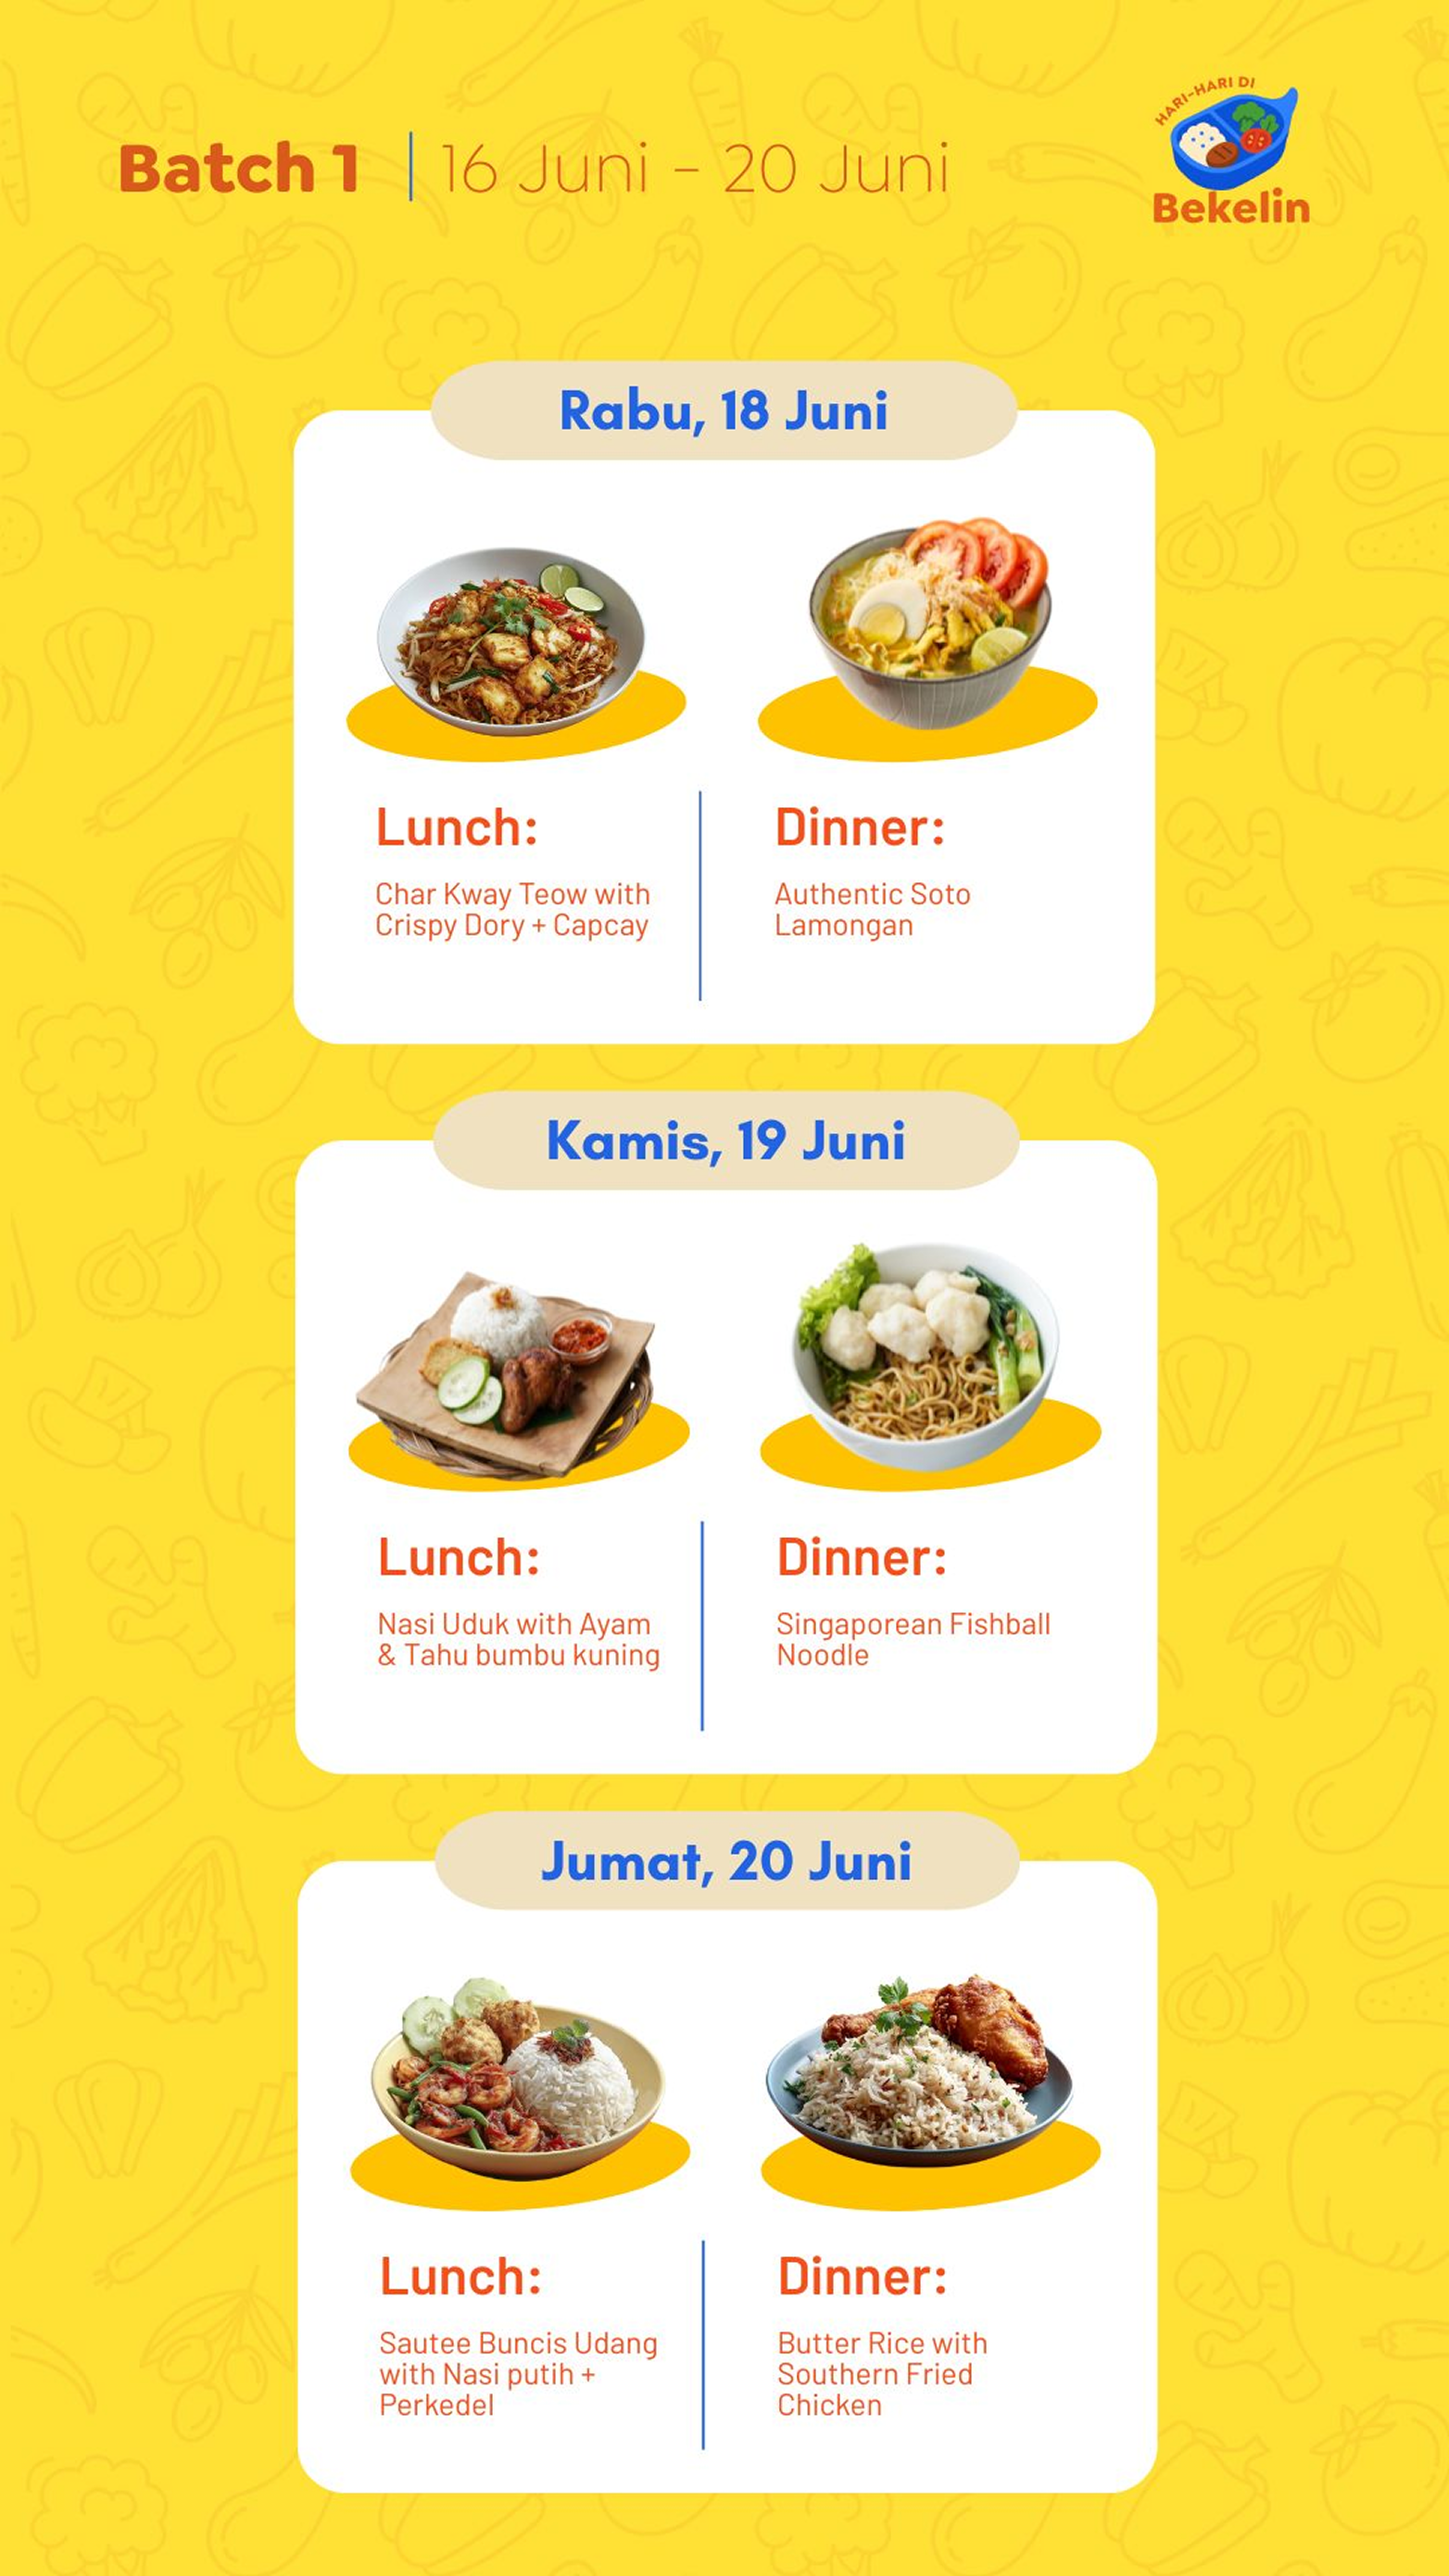 Batch 1 | 16 Juni - 20 Juni
HARI-HARI DI
Bekelin
Rabu, 18 Juni
Lunch:
Char Kway Teow with
Crispy Dory + Capcay
Dinner:
Authentic Soto
Lamongan
Kamis, 19 Juni
Lunch:
Nasi Uduk with Ayam
& Tahu bumbu kuning
Dinner:
Singaporean Fishball
Noodle
Jumat, 20 Juni
Lunch:
Sautee Buncis Udang
with Nasi putih +
Perkedel
Dinner:
Butter Rice with
Southern Fried
Chicken